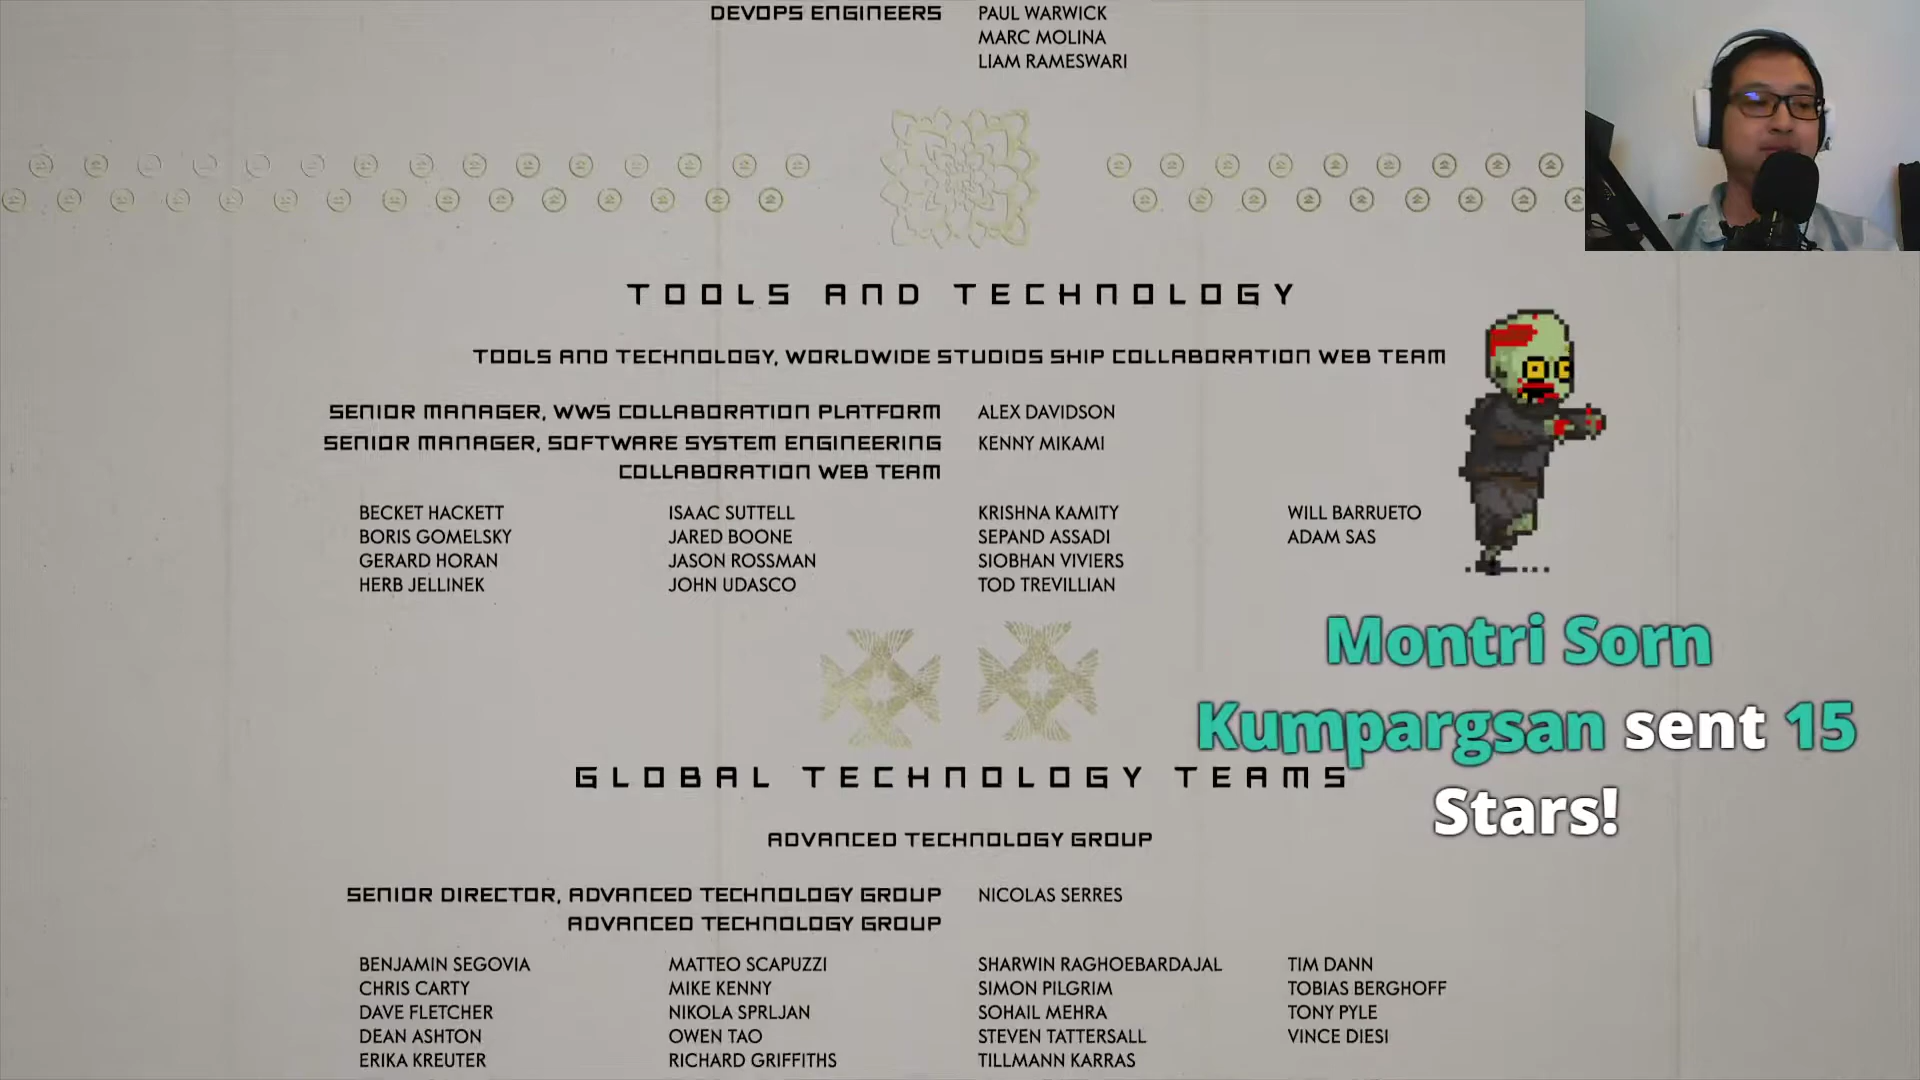 DEVOPS ENGINEERS PAUL WARWICK
MARC MOLINA
LIAM RAMESWARI
TOOLS AND TECHNOLOGY
TOOLS AND TECHNOLOGY, WORLDWIDE STUDIOS SHIP COLLABORATION WEB TEAM
SENIOR MANAGER, WWS COLLABORATION PLATFORM ALEX DAVIDSON
SENIOR MANAGER, SOFTWARE SYSTEM ENGINEERING KENNY MIKAMI
COLLABORATION WEB TEAM
BECKET HACKETT ISAAC SUTTELL KRISHNA KAMITY WILL BARRUETO
BORIS GOMELSKY JARED BOONE SEPAND ASSADI ADAM SAS
GERARD HORAN JASON ROSSMAN SIOBHAN VIVIERS
HERB JELLINEK JOHN UDASCO TOD TREVILLIAN
Montri Sorn
Kumpargsan sent 15
Stars!
GLOBAL TECHNOLOGY TEAMS
ADVANCED TECHNOLOGY GROUP
SENIOR DIRECTOR, ADVANCED TECHNOLOGY GROUP NICOLAS SERRES
ADVANCED TECHNOLOGY GROUP
BENJAMIN SEGOVIA MATTEO SCAPUZZI SHARWIN RAGHOEBARDAJAL TIM DANN
CHRIS CARTY MIKE KENNY SIMON PILGRIM TOBIAS BERGHOFF
DAVE FLETCHER NIKOLA SPRLJAN SOHAIL MEHRA TONY PYLE
DEAN ASHTON OWEN TAO STEVEN TATTERSALL VINCE DIESI
ERIKA KREUTER RICHARD GRIFFITHS TILLMANN KARRAS